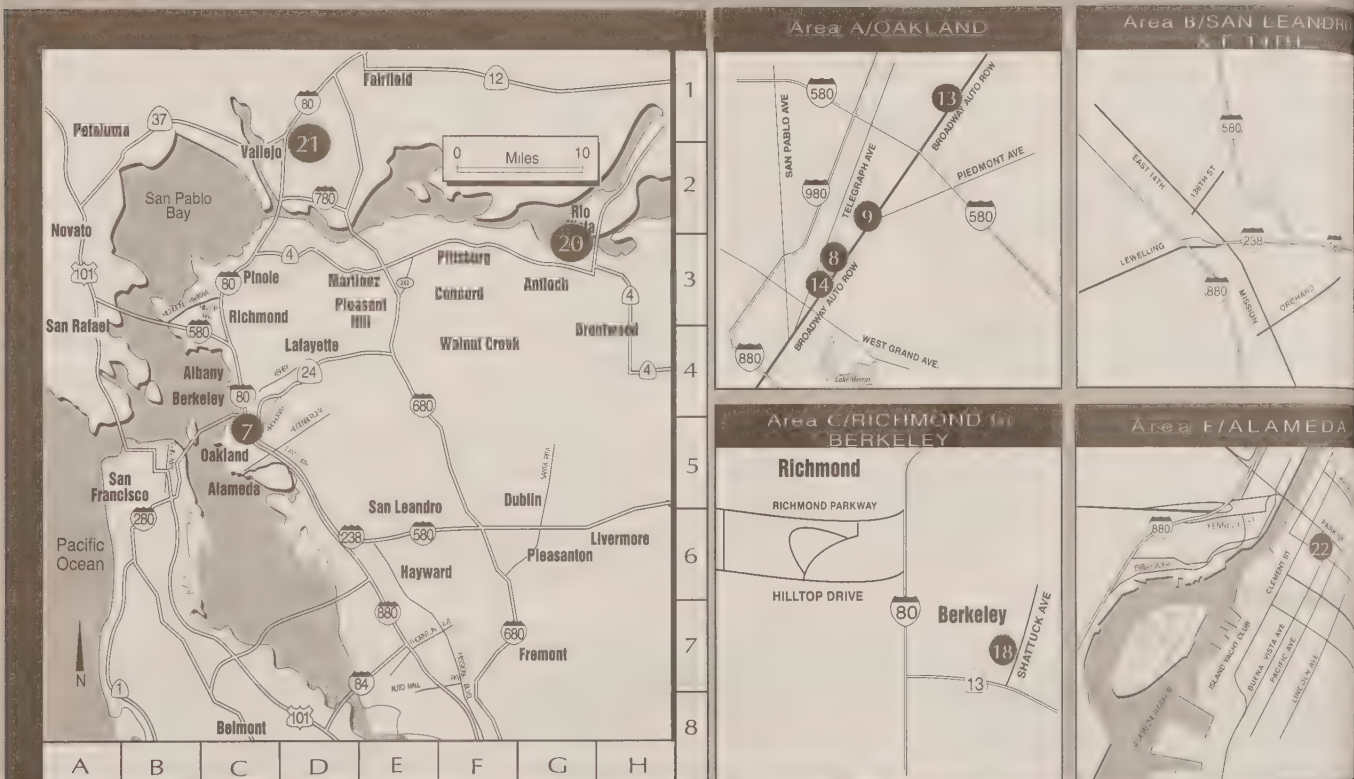 Fairfield
12
1
80
37
Petaluma
Vallejo
21
0 Miles 10
2
780
San Pablo
Bay
Rio
Novato
20
4
Pittsburg
101
Pinole
Martinez
3
80
242
Antioch
Concord
Pleasant
Hill
4
Richmond
San Rafael
580
Brentwood
Lafayette
Walnut Creek
Albany
24
4
4
80
Berkeley
680
7
Oakland
5
San
Francisco
Alameda
Dublin
San Leandro
280
238
580
Livermore
6
Pacific
Ocean
Pleasanton
Hayward
880
680
7
N
Fremont
84
AUTO MALL
1
101
Belmont
8
A B C D E F G H
Area A/OAKLAND
580
13
SAN PABLO AVE
TELEGRAPH AVE
BROADWAY AUTO ROW
PIEDMONT AVE
980
9
580
8
14
BROADWAY AUTO ROW
WEST GRAND AVE.
880
Lake Merritt
Area B/SAN LEANDRO
580
EAST 14TH
136TH ST
238
LEWELLING
880
MISSION
ORCHARD
Area C/RICHMOND to
BERKELEY
Richmond
RICHMOND PARKWAY
HILLTOP DRIVE
80
Berkeley
SHATTUCK AVE
18
13
Area E/ALAMEDA
880
22
CLEMENT ST
ISLAND YACHT CLUB
BUENA VISTA AVE
PACIFIC AVE
LINCOLN AVE